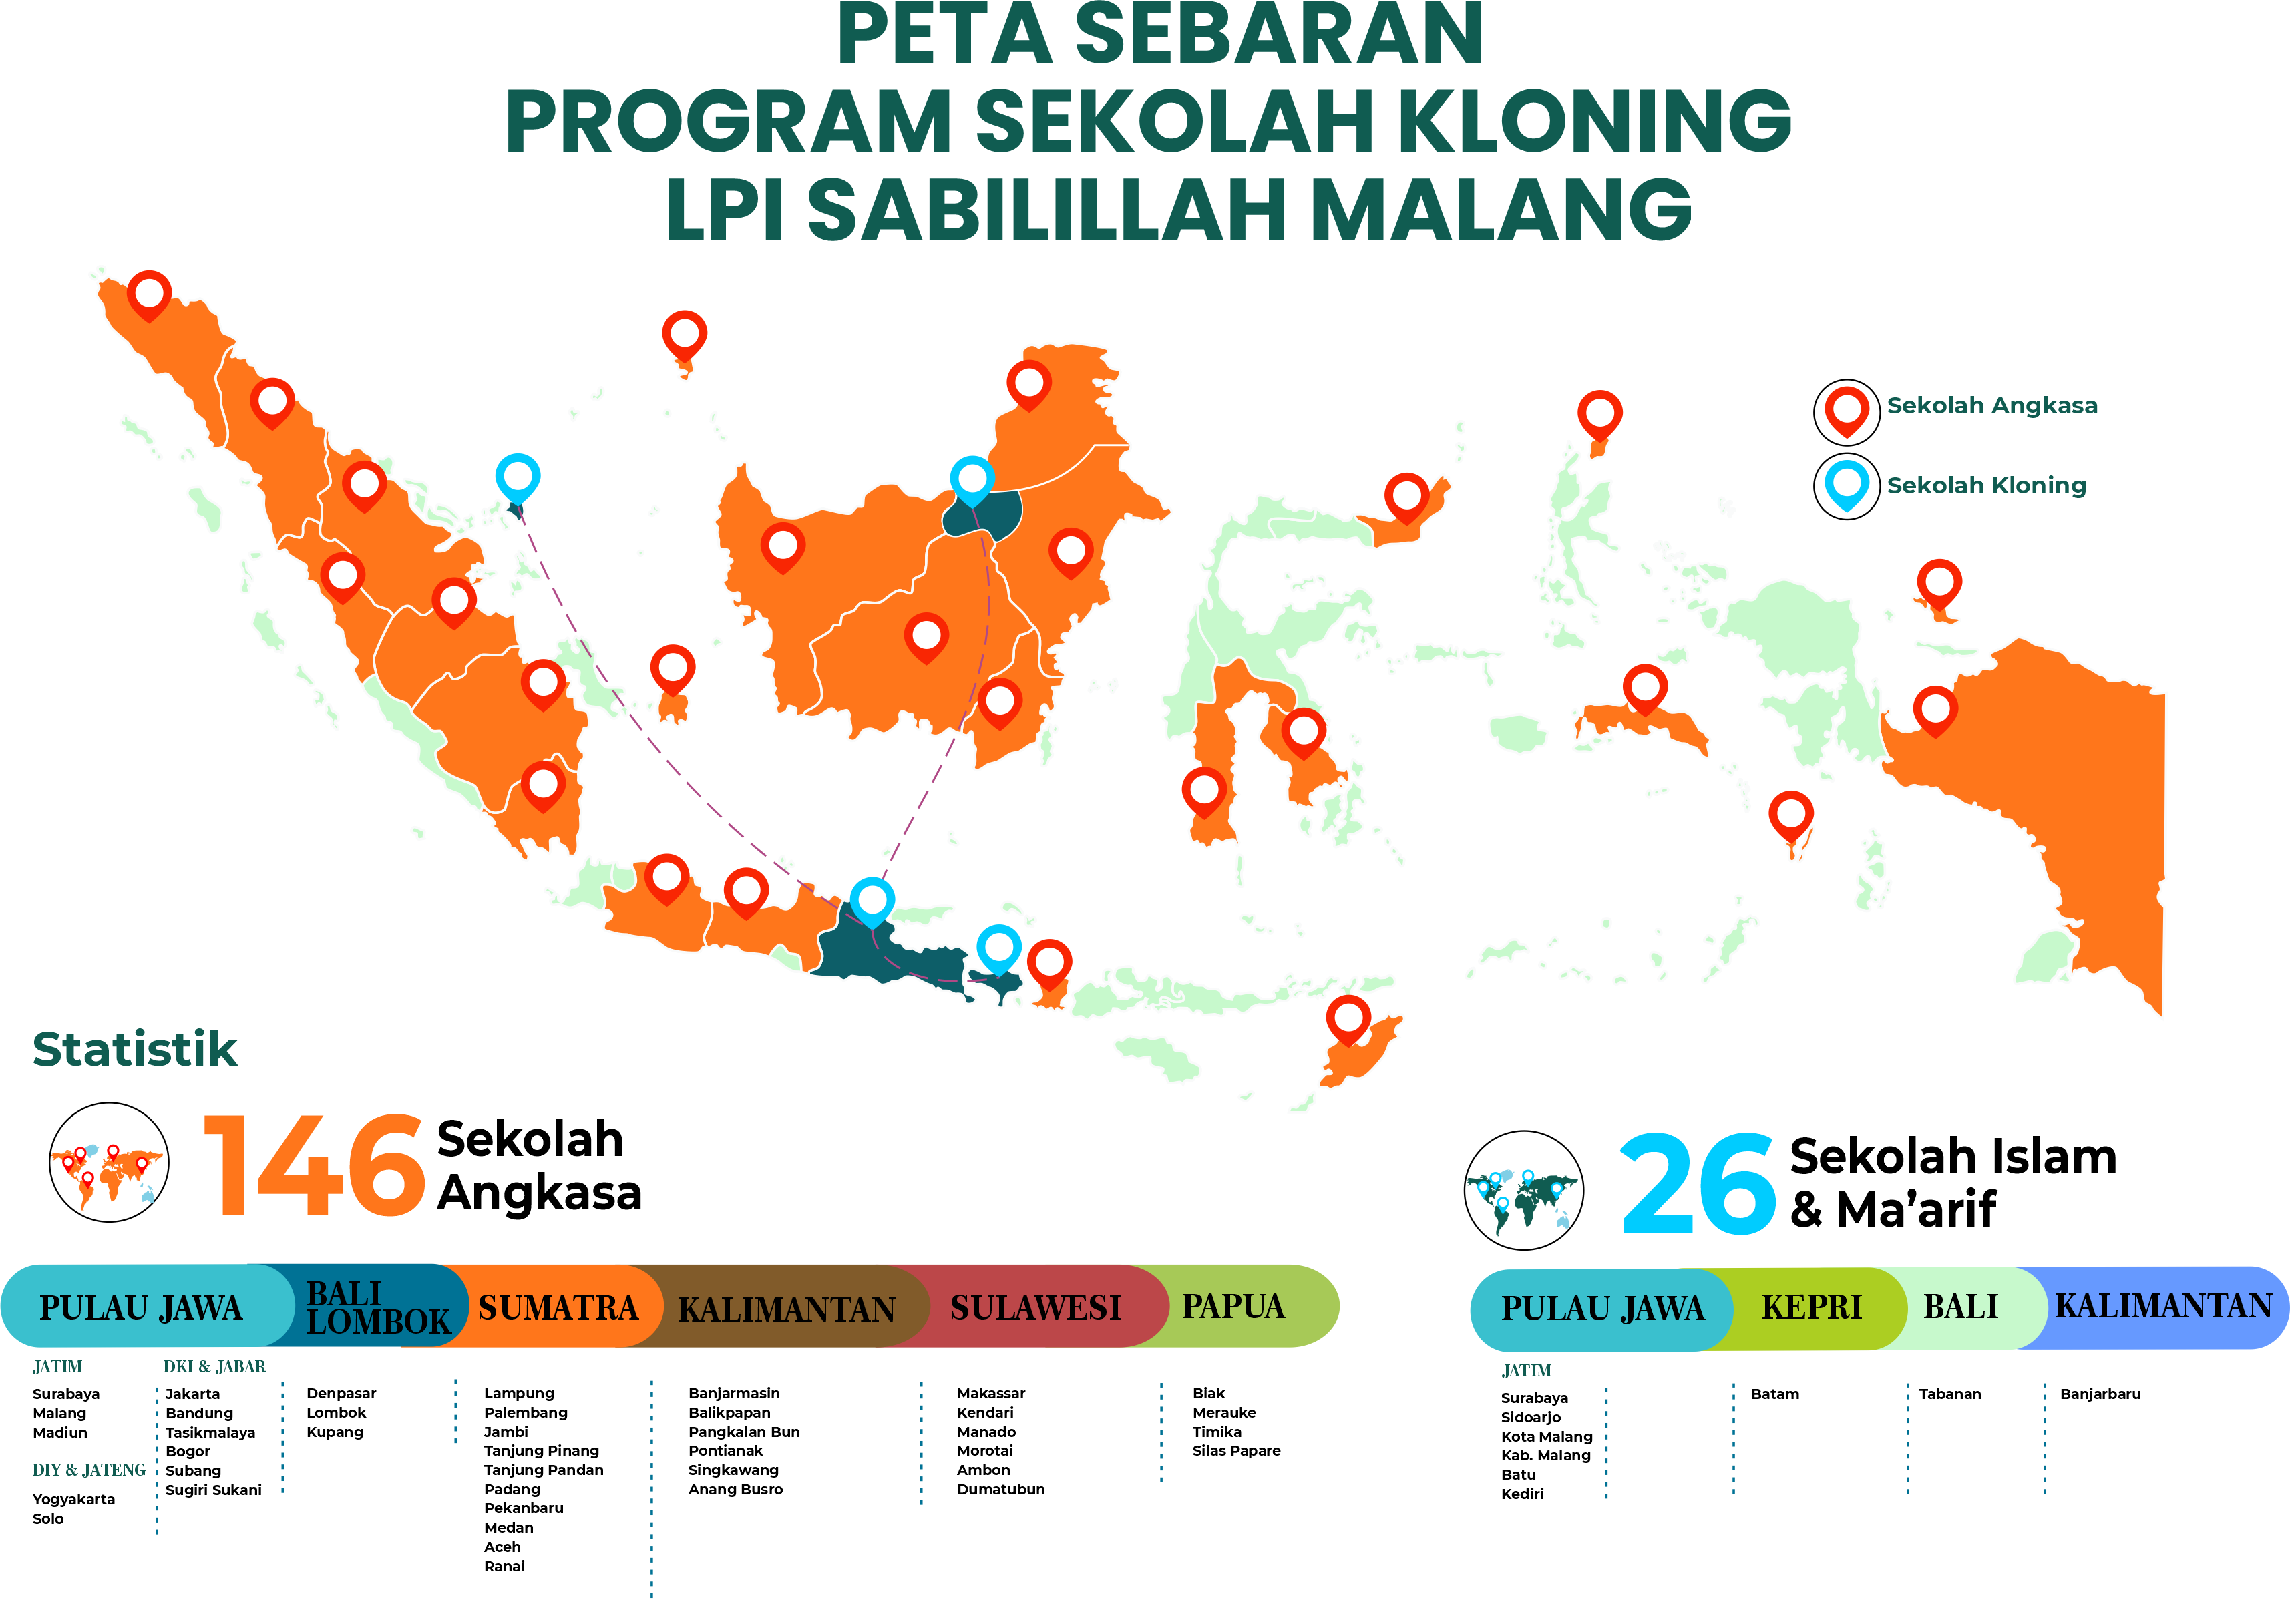 PETA SEBARAN
PROGRAM SEKOLAH KLONING
LPI SABILILLAH MALANG
Sekolah Angkasa
Sekolah Kloning
Statistik
146
Sekolah
Angkasa
PULAU JAWA
BALI
LOMBOK
SUMATRA
KALIMANTAN
SULAWESI
PAPUA
JATIM
Surabaya
Malang
Madiun
DIY & JATENG
Yogyakarta
Solo
DKI & JABAR
Jakarta
Bandung
Tasikmalaya
Bogor
Subang
Sugiri Sukani
Denpasar
Lombok
Kupang
Lampung
Palembang
Jambi
Tanjung Pinang
Tanjung Pandan
Padang
Pekanbaru
Medan
Aceh
Ranai
Banjarmasin
Balikpapan
Pangkalan Bun
Pontianak
Singkawang
Anang Busro
Makassar
Kendari
Manado
Morotai
Ambon
Dumatubun
Biak
Merauke
Timika
Silas Papare
26
Sekolah Islam
& Ma’arif
PULAU JAWA
KEPRI
BALI
KALIMANTAN
JATIM
Surabaya
Sidoarjo
Kota Malang
Kab. Malang
Batu
Kediri
Batam
Tabanan
Banjarbaru